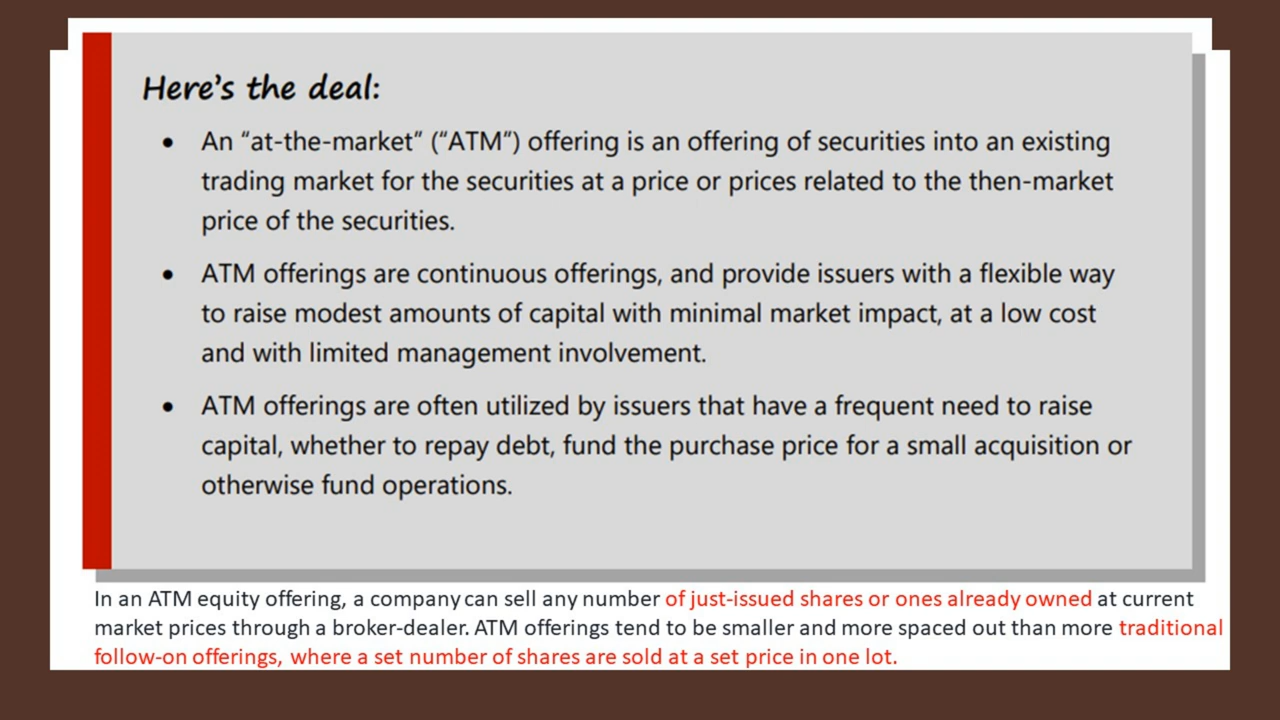 Here's the deal:
• An “at-the-market” (“ATM”) offering is an offering of securities into an existing
trading market for the securities at a price or prices related to the then-market
price of the securities.
• ATM offerings are continuous offerings, and provide issuers with a flexible way
to raise modest amounts of capital with minimal market impact, at a low cost
and with limited management involvement.
• ATM offerings are often utilized by issuers that have a frequent need to raise
capital, whether to repay debt, fund the purchase price for a small acquisition or
otherwise fund operations.
In an ATM equity offering, a company can sell any number of just-issued shares or ones already owned at current
market prices through a broker-dealer. ATM offerings tend to be smaller and more spaced out than more traditional
follow-on offerings, where a set number of shares are sold at a set price in one lot.